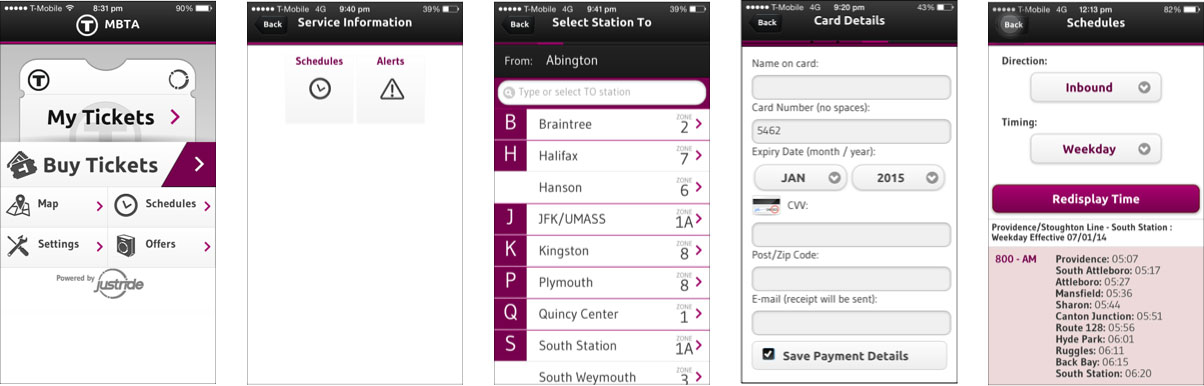 T-Mobile 8:31 pm 90%
T MBTA
T
My Tickets
Buy Tickets
Map
Schedules
Settings
Offers
Powered by
justride
T-Mobile 4G 9:40 pm 39%
Back
Service Information
Schedules
Alerts
T-Mobile 4G 9:41 pm 39%
Back
Select Station To
From: Abington
Type or select TO station
B Braintree ZONE 2
H Halifax ZONE 7
Hanson ZONE 6
J JFK/UMASS ZONE 1A
K Kingston ZONE 8
P Plymouth ZONE 8
Q Quincy Center ZONE 1
S South Station ZONE 1A
South Weymouth ZONE 3
T-Mobile 4G 9:20 pm 43%
Back
Card Details
Name on card:
Card Number (no spaces):
5462
Expiry Date (month / year):
JAN 2015
CVV:
Post/Zip Code:
E-mail (receipt will be sent):
Save Payment Details
T-Mobile 4G 12:13 pm 82%
Back
Schedules
Direction:
Inbound
Timing:
Weekday
Redisplay Time
Providence/Stoughton Line - South Station :
Weekday Effective 07/01/14
800 - AM Providence: 05:07
South Attleboro: 05:17
Attleboro: 05:27
Mansfield: 05:36
Sharon: 05:44
Canton Junction: 05:51
Route 128: 05:56
Hyde Park: 06:01
Ruggles: 06:11
Back Bay: 06:15
South Station: 06:20